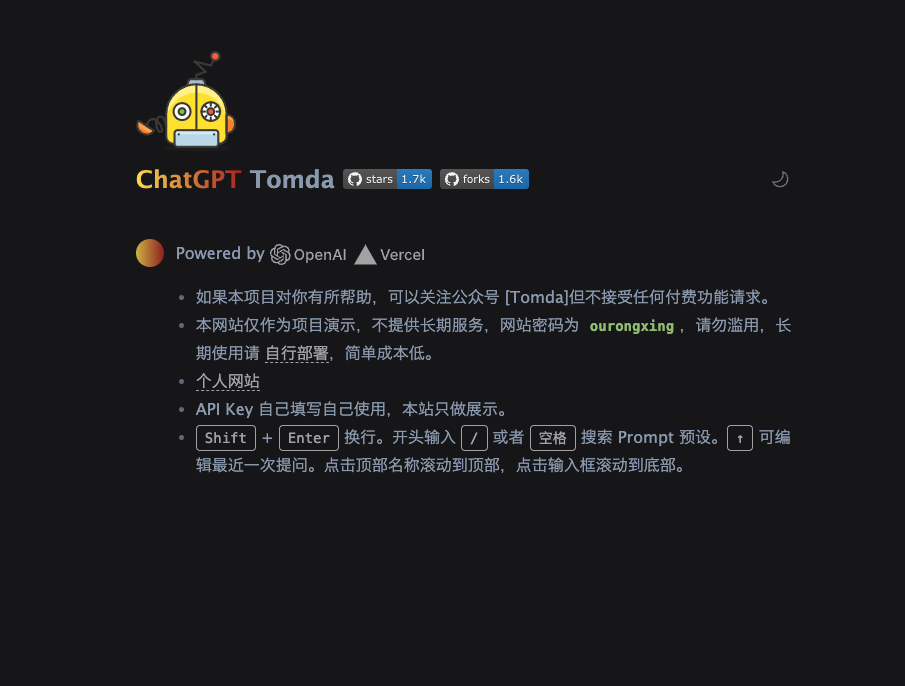 ChatGPT Tomda stars 1.7k forks 1.6k
Powered by OpenAI Vercel
如果本项目对你有所帮助，可以关注公众号 [Tomda]但不接受任何付费功能请求。
本网站仅作为项目演示，不提供长期服务，网站密码为 ourongxing ，请勿滥用，长
期使用请 自行部署，简单成本低。
个人网站
API Key 自己填写自己使用，本站只做展示。
Shift + Enter 换行。开头输入 / 或者 空格 搜索 Prompt 预设。 ↑ 可编
辑最近一次提问。点击顶部名称滚动到顶部，点击输入框滚动到底部。